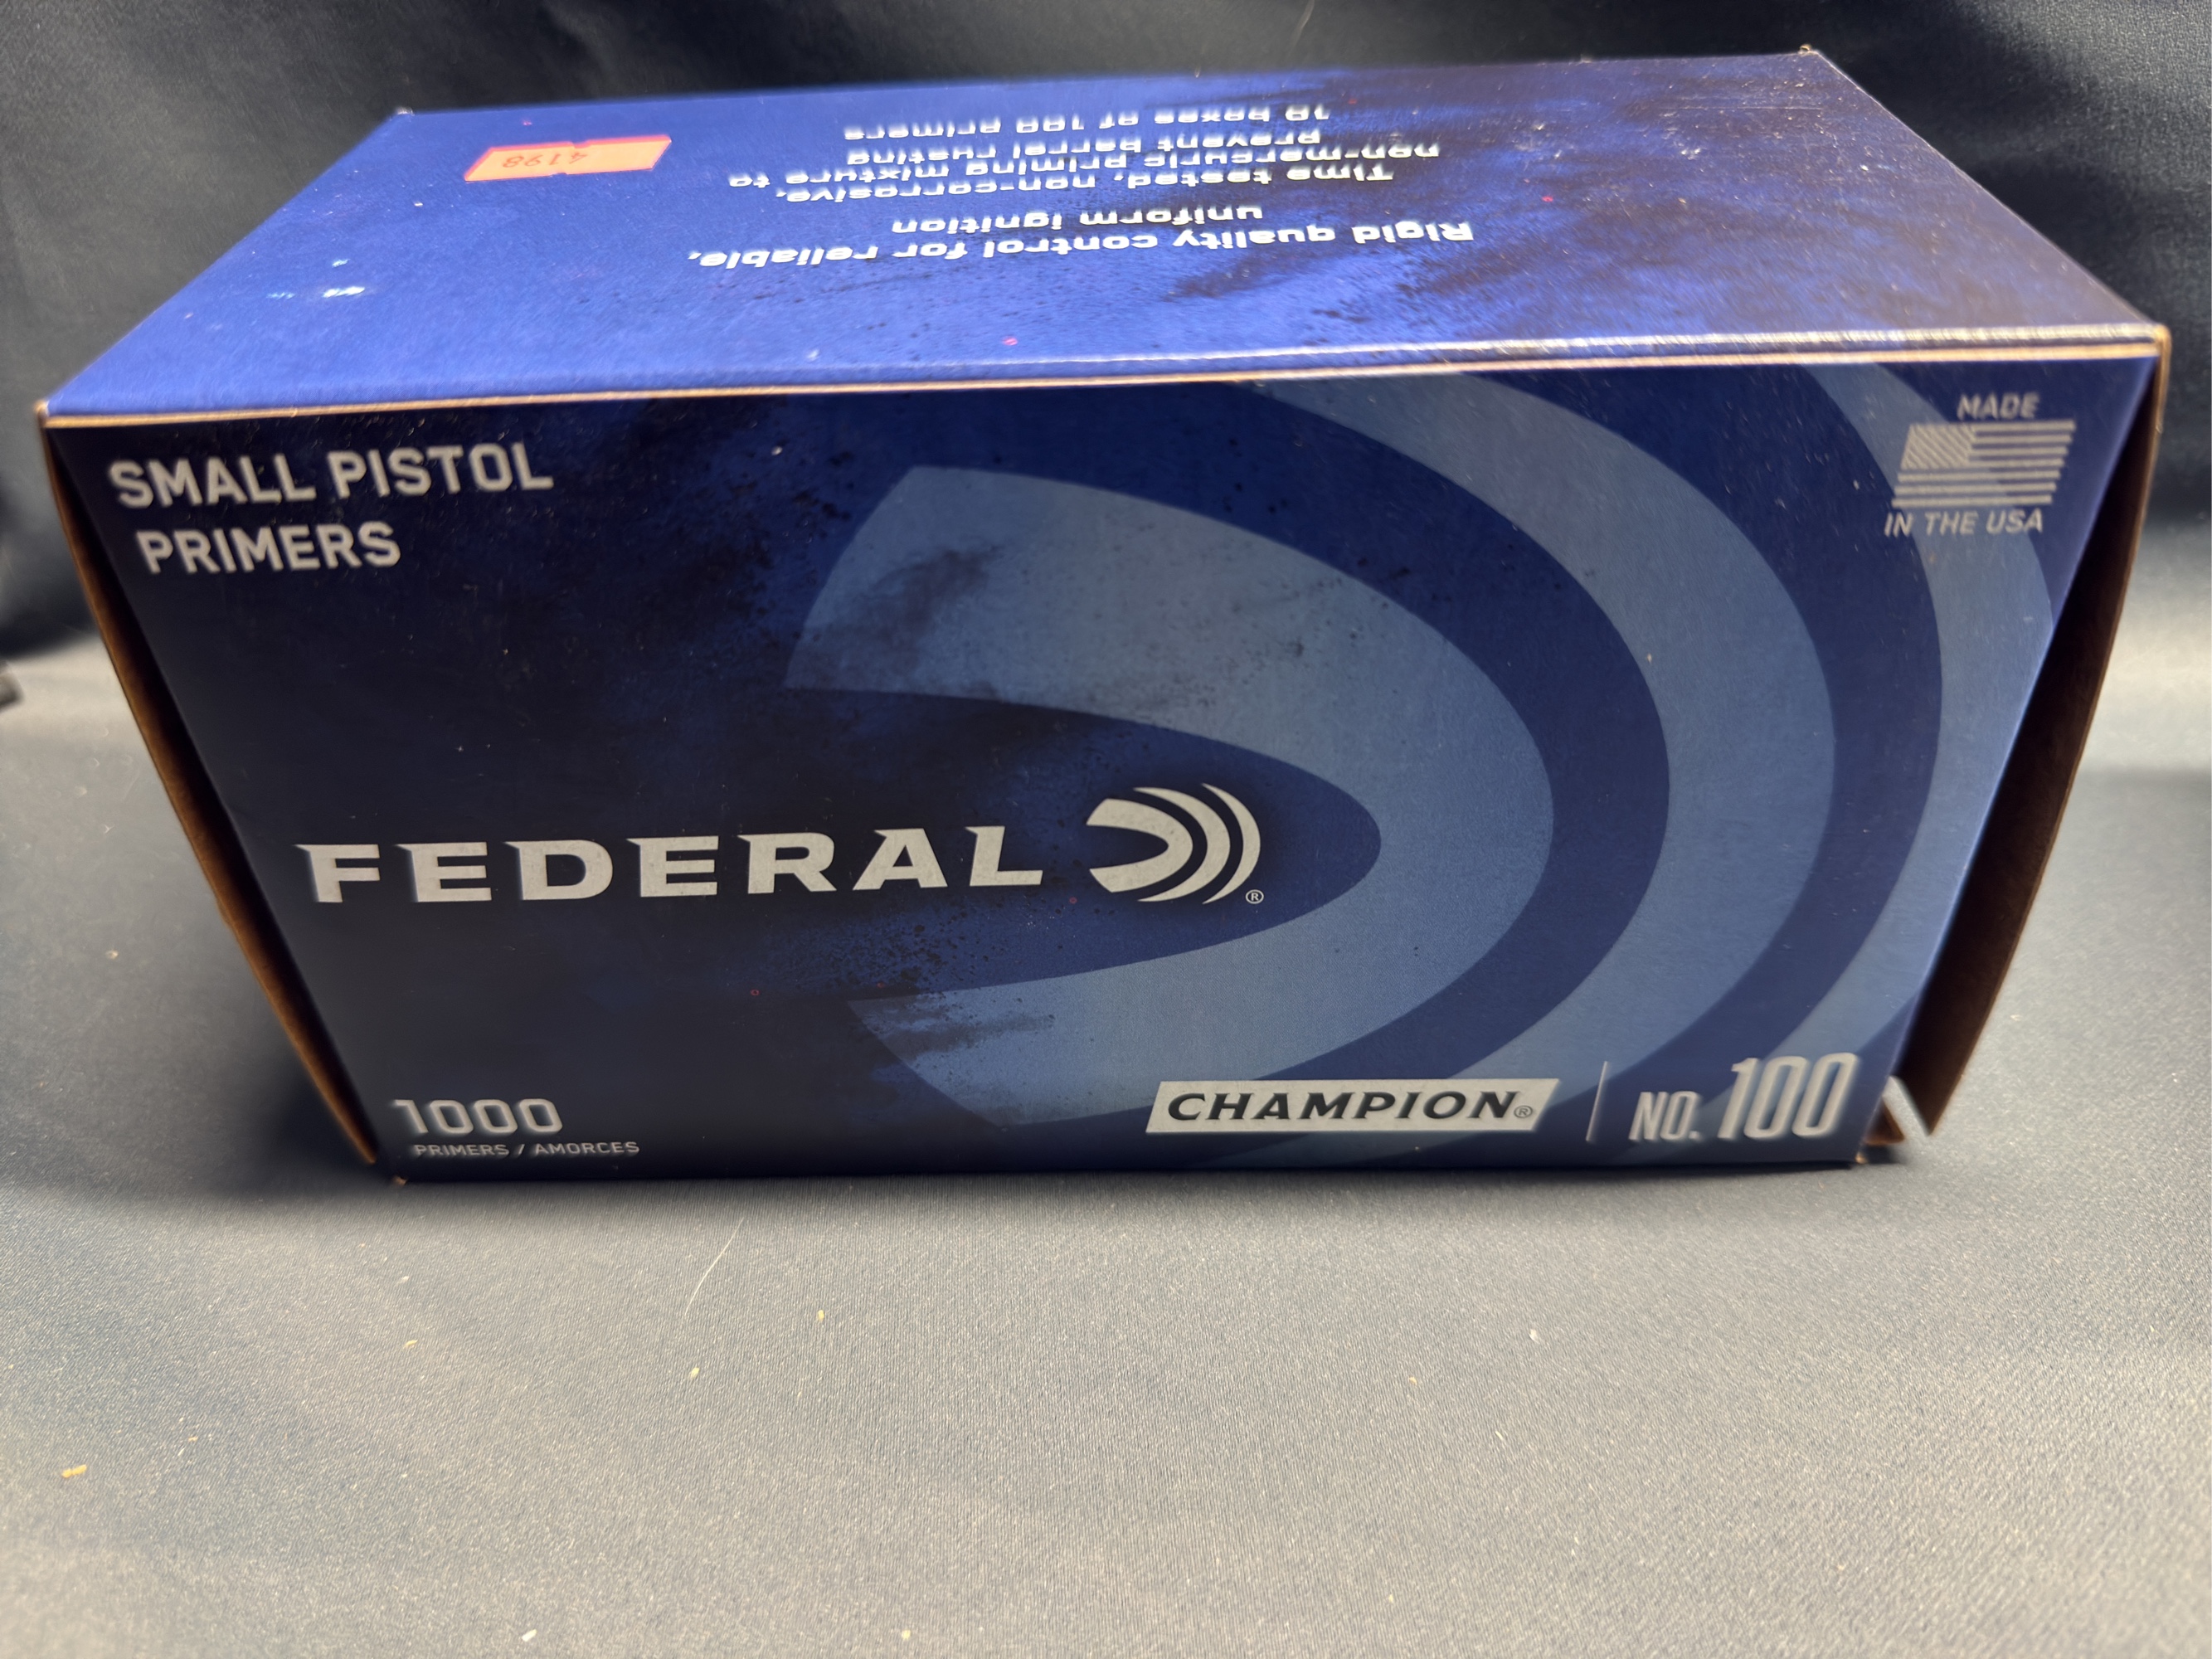 4198
Rigid quality control for reliable,
uniform ignition
Time tested, non-corrosive,
non-mercuric priming mixture to
prevent barrel rusting
10 boxes of 100 primers
SMALL PISTOL
PRIMERS
MADE
IN THE USA
FEDERAL ®
1000
PRIMERS / AMORCES
CHAMPION®
NO. 100